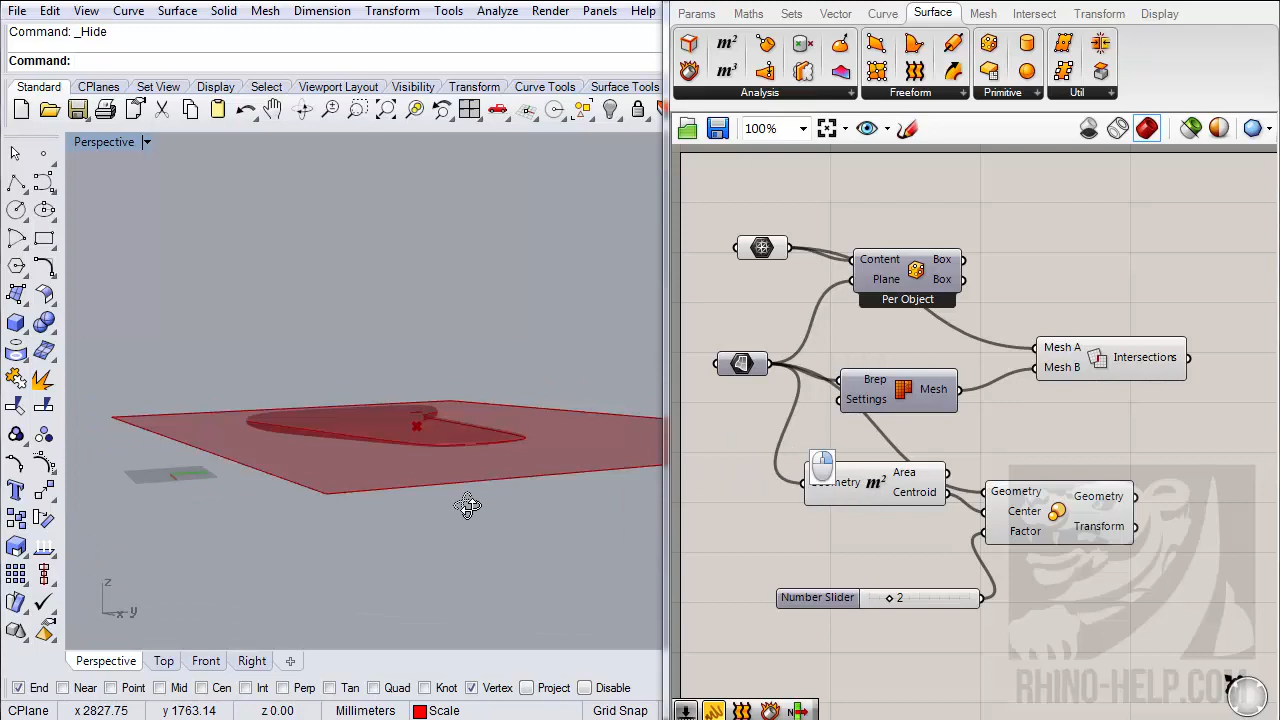 File Edit View Curve Surface Solid Mesh Dimension Transform Tools Analyze Render Panels Help
Command: _Hide
Command:
Standard CPlanes Set View Display Select Viewport Layout Visibility Transform Curve Tools Surface Tools
Perspective
z
x y
Perspective Top Front Right
End Near Point Mid Cen Int Perp Tan Quad Knot Vertex Project Disable
CPlane x 2827.75 y 1763.14 z 0.00 Millimeters Scale Grid Snap
Params Maths Sets Vector Curve Surface Mesh Intersect Transform Display
m²
m³
Analysis Freeform Primitive Util
100%
Content Box
Plane Box
Per Object
Mesh A Intersections
Mesh B
Brep Mesh
Settings
Area
m²
Centroid
Geometry Geometry
Center
Factor Transform
Number Slider 2
RHINO-HELP.COM